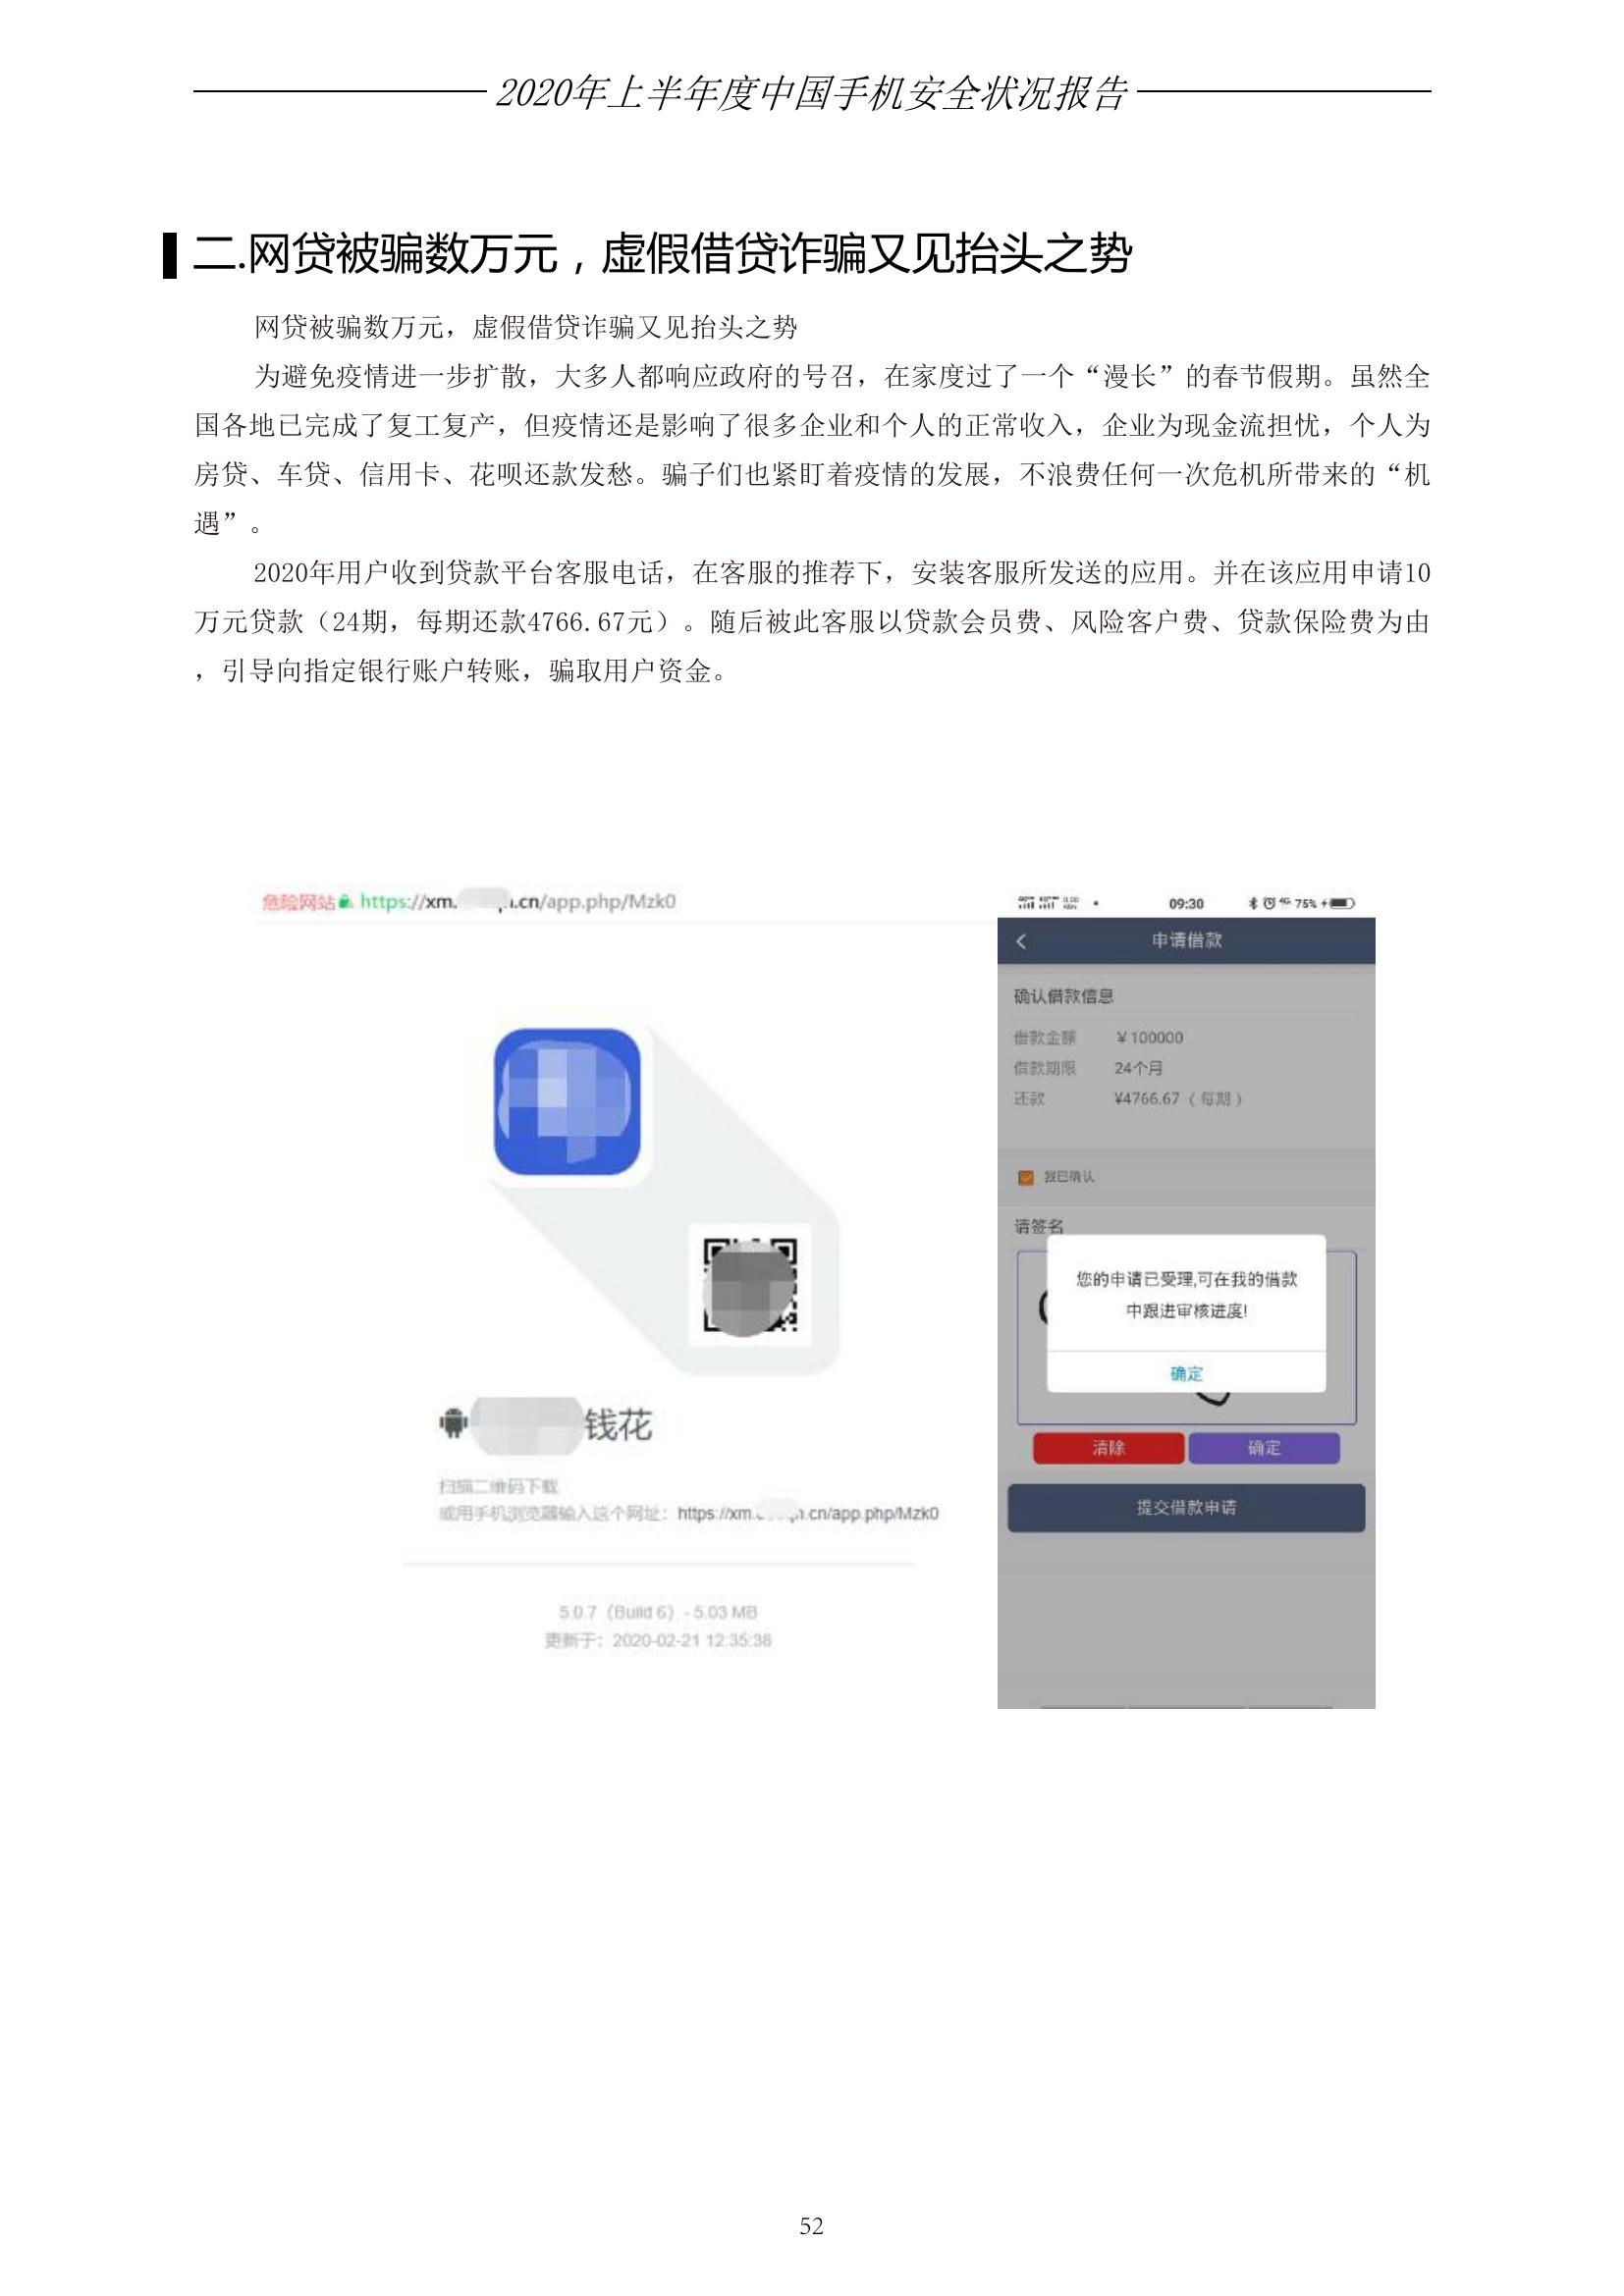 2020年上半年度中国手机安全状况报告
二.网贷被骗数万元，虚假借贷诈骗又见抬头之势
网贷被骗数万元，虚假借贷诈骗又见抬头之势
为避免疫情进一步扩散，大多人都响应政府的号召，在家度过了一个“漫长”的春节假期。虽然全
国各地已完成了复工复产，但疫情还是影响了很多企业和个人的正常收入，企业为现金流担忧，个人为
房贷、车贷、信用卡、花呗还款发愁。骗子们也紧盯着疫情的发展，不浪费任何一次危机所带来的“机
遇”。
2020年用户收到贷款平台客服电话，在客服的推荐下，安装客服所发送的应用。并在该应用申请10
万元贷款（24期，每期还款4766.67元）。随后被此客服以贷款会员费、风险客户费、贷款保险费为由
，引导向指定银行账户转账，骗取用户资金。
危险网站 https://xm. .cn/app.php/Mzk0
钱花
扫描二维码下载
或用手机浏览器输入这个网址：https://xm. .cn/app.php/Mzk0
5.0.7（Build 6）- 5.03 MB
更新于：2020-02-21 12:35:36
09:30
4G 75%
申请借款
确认借款信息
借款金额 ￥100000
借款期限 24个月
还款 ¥4766.67（每期）
我已确认
请签名
您的申请已受理,可在我的借款
中跟进审核进度!
确定
清除 确定
提交借款申请
52